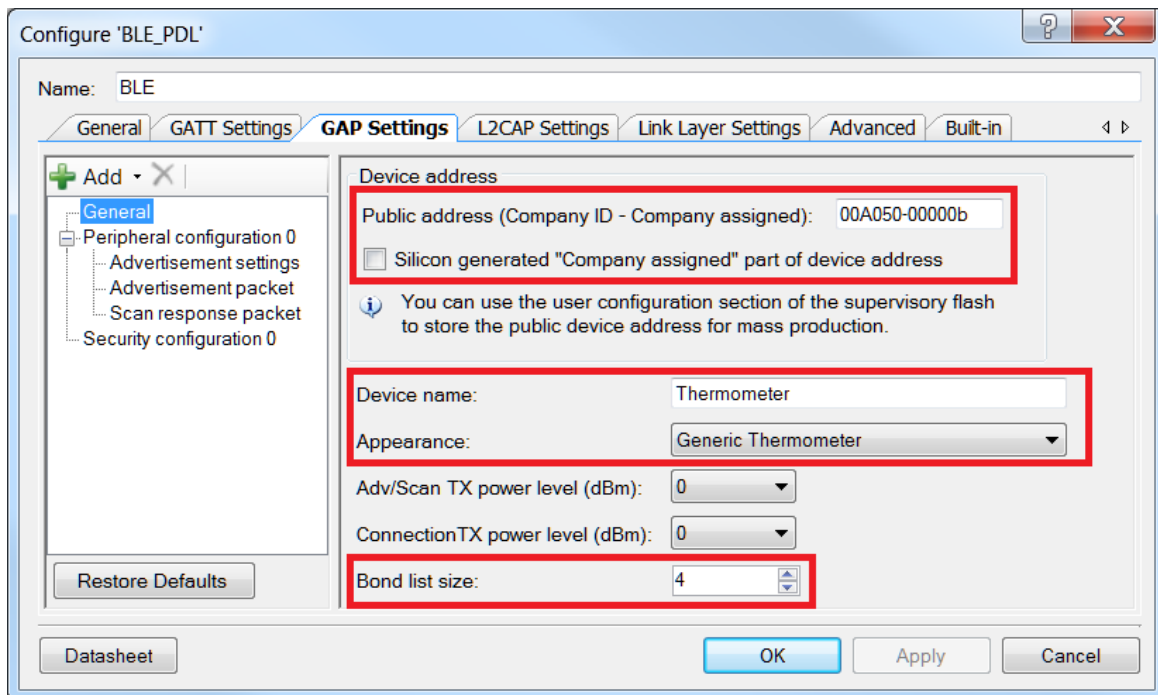 Configure 'BLE_PDL'
Name: BLE
General GATT Settings GAP Settings L2CAP Settings Link Layer Settings Advanced Built-in
Add
General
Peripheral configuration 0
Advertisement settings
Advertisement packet
Scan response packet
Security configuration 0
Restore Defaults
Device address
Public address (Company ID - Company assigned): 00A050-00000b
Silicon generated "Company assigned" part of device address
You can use the user configuration section of the supervisory flash
to store the public device address for mass production.
Device name: Thermometer
Appearance: Generic Thermometer
Adv/Scan TX power level (dBm): 0
ConnectionTX power level (dBm): 0
Bond list size: 4
Datasheet OK Apply Cancel